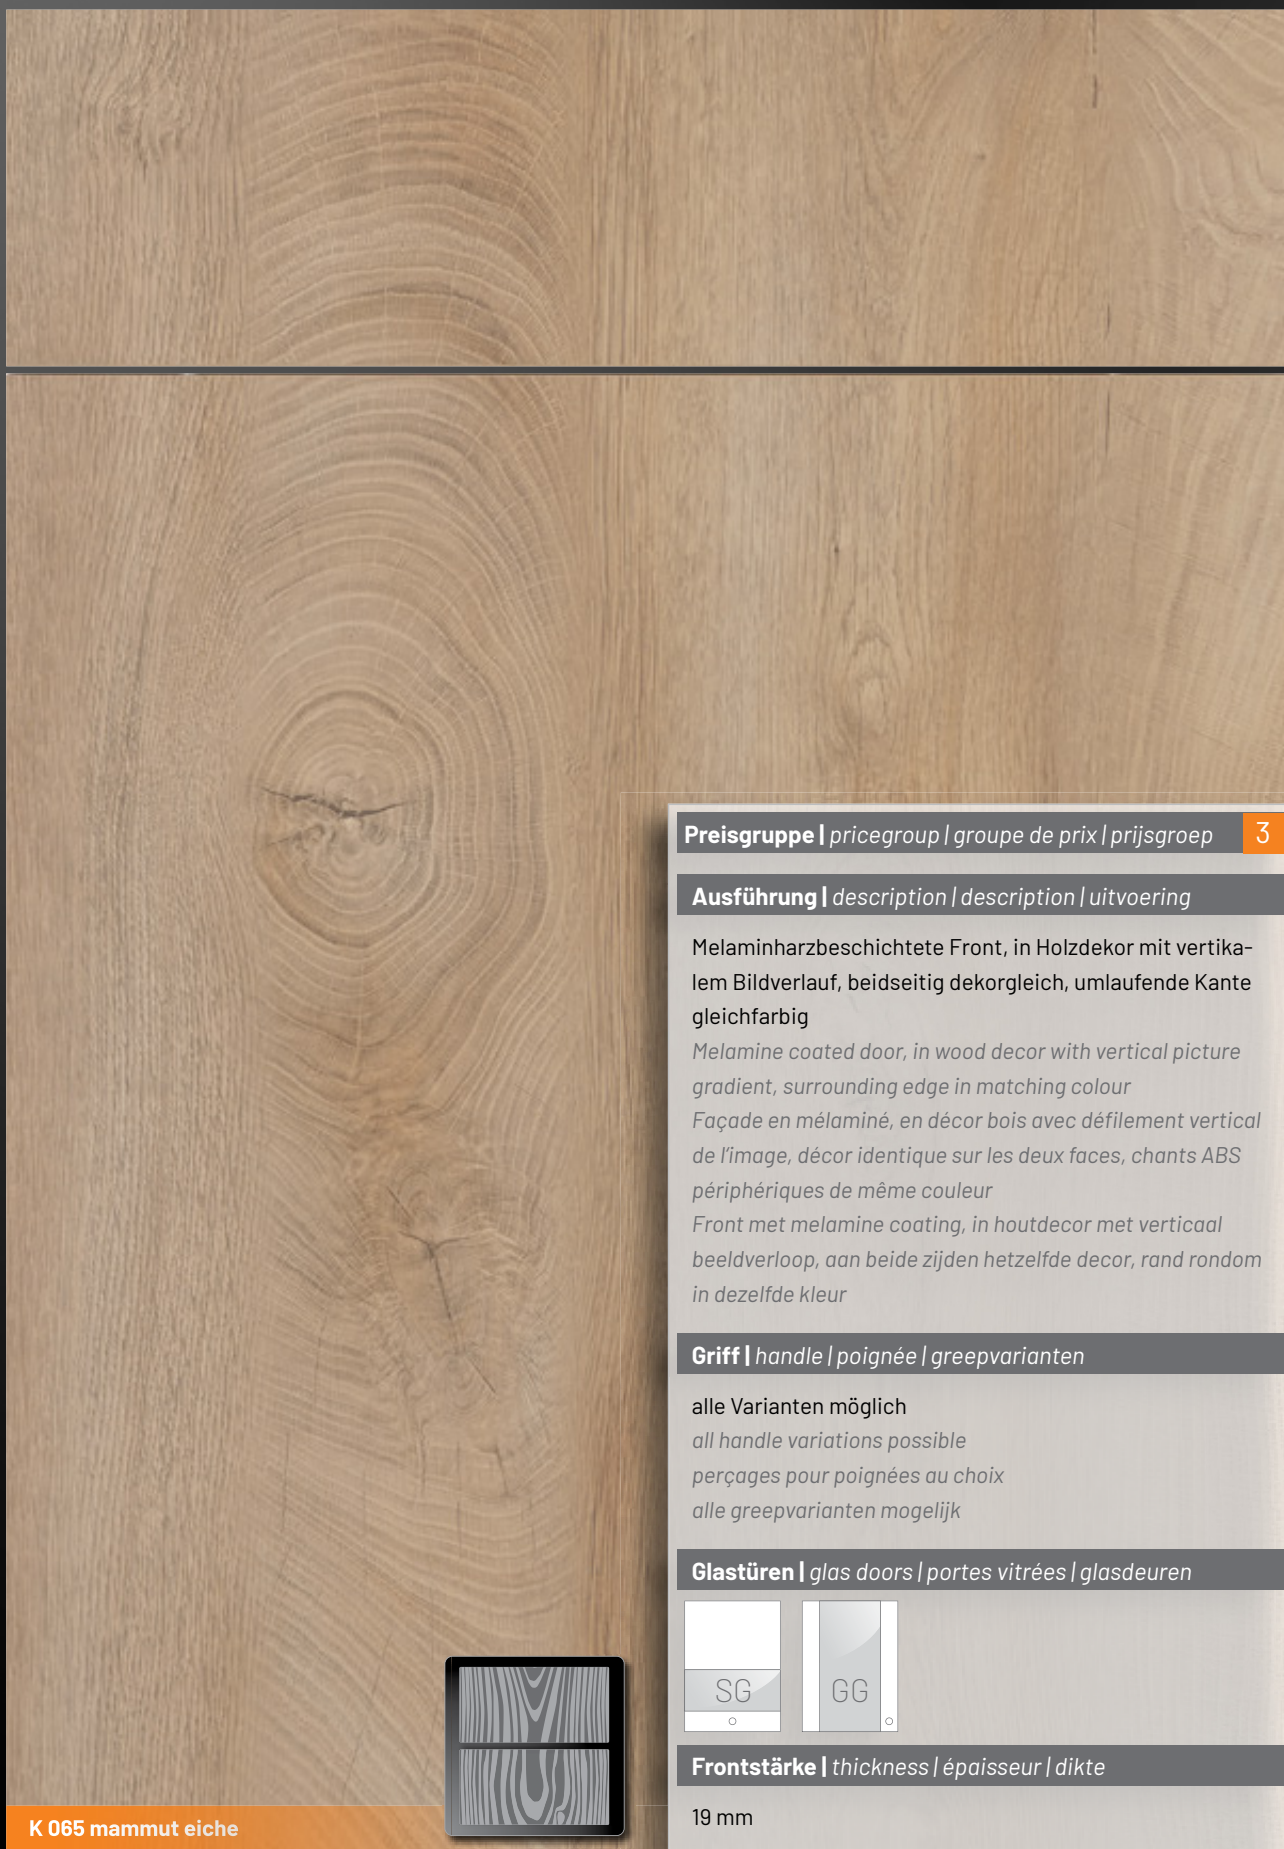 Preisgruppe | pricegroup | groupe de prix | prijsgroep 3
Ausführung | description | description | uitvoering
Melaminharzbeschichtete Front, in Holzdekor mit vertika-
lem Bildverlauf, beidseitig dekorgleich, umlaufende Kante
gleichfarbig
Melamine coated door, in wood decor with vertical picture
gradient, surrounding edge in matching colour
Façade en mélaminé, en décor bois avec défilement vertical
de l'image, décor identique sur les deux faces, chants ABS
périphériques de même couleur
Front met melamine coating, in houtdecor met verticaal
beeldverloop, aan beide zijden hetzelfde decor, rand rondom
in dezelfde kleur
Griff | handle | poignée | greepvarianten
alle Varianten möglich
all handle variations possible
perçages pour poignées au choix
alle greepvarianten mogelijk
Glastüren | glas doors | portes vitrées | glasdeuren
SG GG
Frontstärke | thickness | épaisseur | dikte
19 mm
K 065 mammut eiche